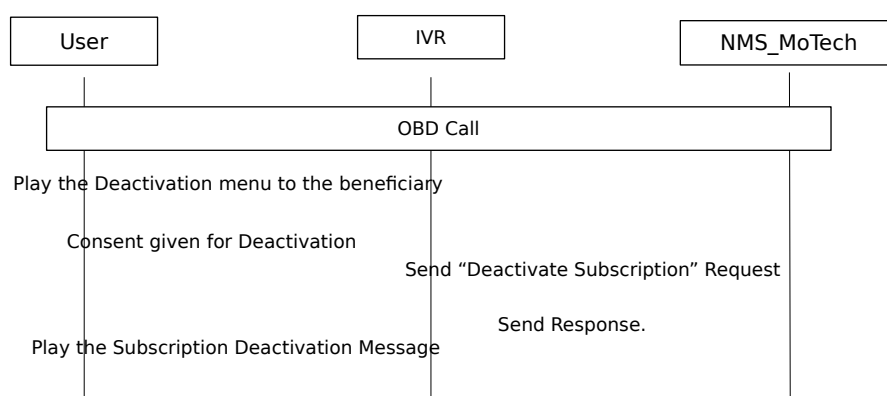 User
IVR
NMS_MoTech
OBD Call
Play the Deactivation menu to the beneficiary
Consent given for Deactivation
Send “Deactivate Subscription” Request
Send Response.
Play the Subscription Deactivation Message